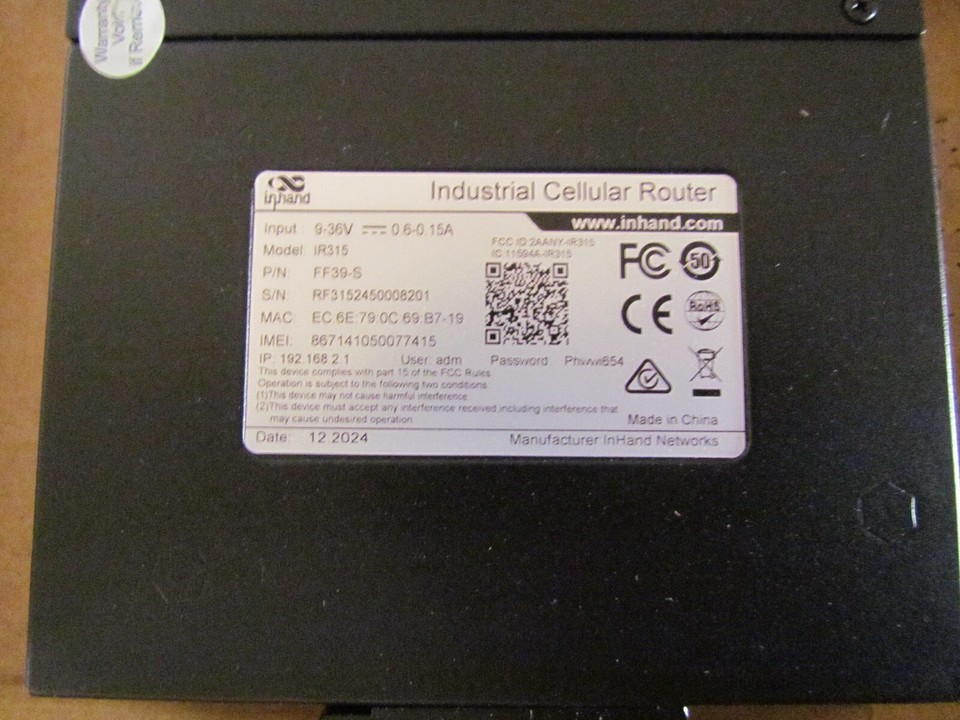 Warranty
Void
if Remo
inhand
Industrial Cellular Router
www.inhand.com
Input: 9-36V 0.6-0.15A
FCC ID:2AANY-IR315
IC:11594A-IR315
Model: IR315
P/N: FF39-S
S/N: RF3152450008201
MAC: EC:6E:79:0C:69:B7-19
IMEI: 867141050077415
IP: 192.168.2.1 User: adm Password:
This device complies with part 15 of the FCC Rules
Operation is subject to the following two conditions
(1)This device may not cause harmful interference
(2)This device must accept any interference received,including interference that
may cause undesired operation
FC
50
CE
RoHS
Made in China
Date: 12.2024
Manufacturer:InHand Networks